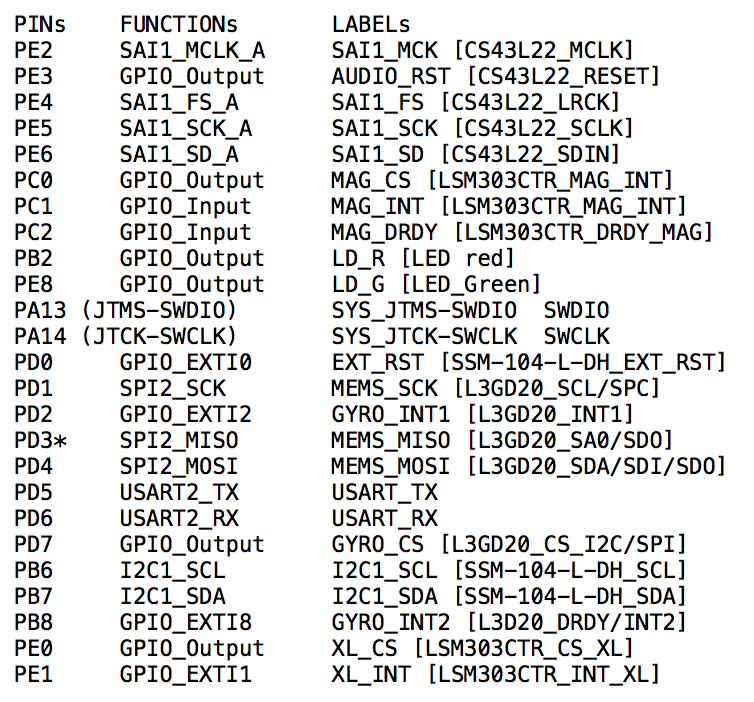 PINs FUNCTIONs LABELs
PE2 SAI1_MCLK_A SAI1_MCK [CS43L22_MCLK]
PE3 GPIO_Output AUDIO_RST [CS43L22_RESET]
PE4 SAI1_FS_A SAI1_FS [CS43L22_LRCK]
PE5 SAI1_SCK_A SAI1_SCK [CS43L22_SCLK]
PE6 SAI1_SD_A SAI1_SD [CS43L22_SDIN]
PC0 GPIO_Output MAG_CS [LSM303CTR_MAG_INT]
PC1 GPIO_Input MAG_INT [LSM303CTR_MAG_INT]
PC2 GPIO_Input MAG_DRDY [LSM303CTR_DRDY_MAG]
PB2 GPIO_Output LD_R [LED red]
PE8 GPIO_Output LD_G [LED_Green]
PA13 (JTMS-SWDIO) SYS_JTMS-SWDIO SWDIO
PA14 (JTCK-SWCLK) SYS_JTCK-SWCLK SWCLK
PD0 GPIO_EXTI0 EXT_RST [SSM-104-L-DH_EXT_RST]
PD1 SPI2_SCK MEMS_SCK [L3GD20_SCL/SPC]
PD2 GPIO_EXTI2 GYRO_INT1 [L3GD20_INT1]
PD3* SPI2_MISO MEMS_MISO [L3GD20_SA0/SDO]
PD4 SPI2_MOSI MEMS_MOSI [L3GD20_SDA/SDI/SDO]
PD5 USART2_TX USART_TX
PD6 USART2_RX USART_RX
PD7 GPIO_Output GYRO_CS [L3GD20_CS_I2C/SPI]
PB6 I2C1_SCL I2C1_SCL [SSM-104-L-DH_SCL]
PB7 I2C1_SDA I2C1_SDA [SSM-104-L-DH_SDA]
PB8 GPIO_EXTI8 GYRO_INT2 [L3D20_DRDY/INT2]
PE0 GPIO_Output XL_CS [LSM303CTR_CS_XL]
PE1 GPIO_EXTI1 XL_INT [LSM303CTR_INT_XL]